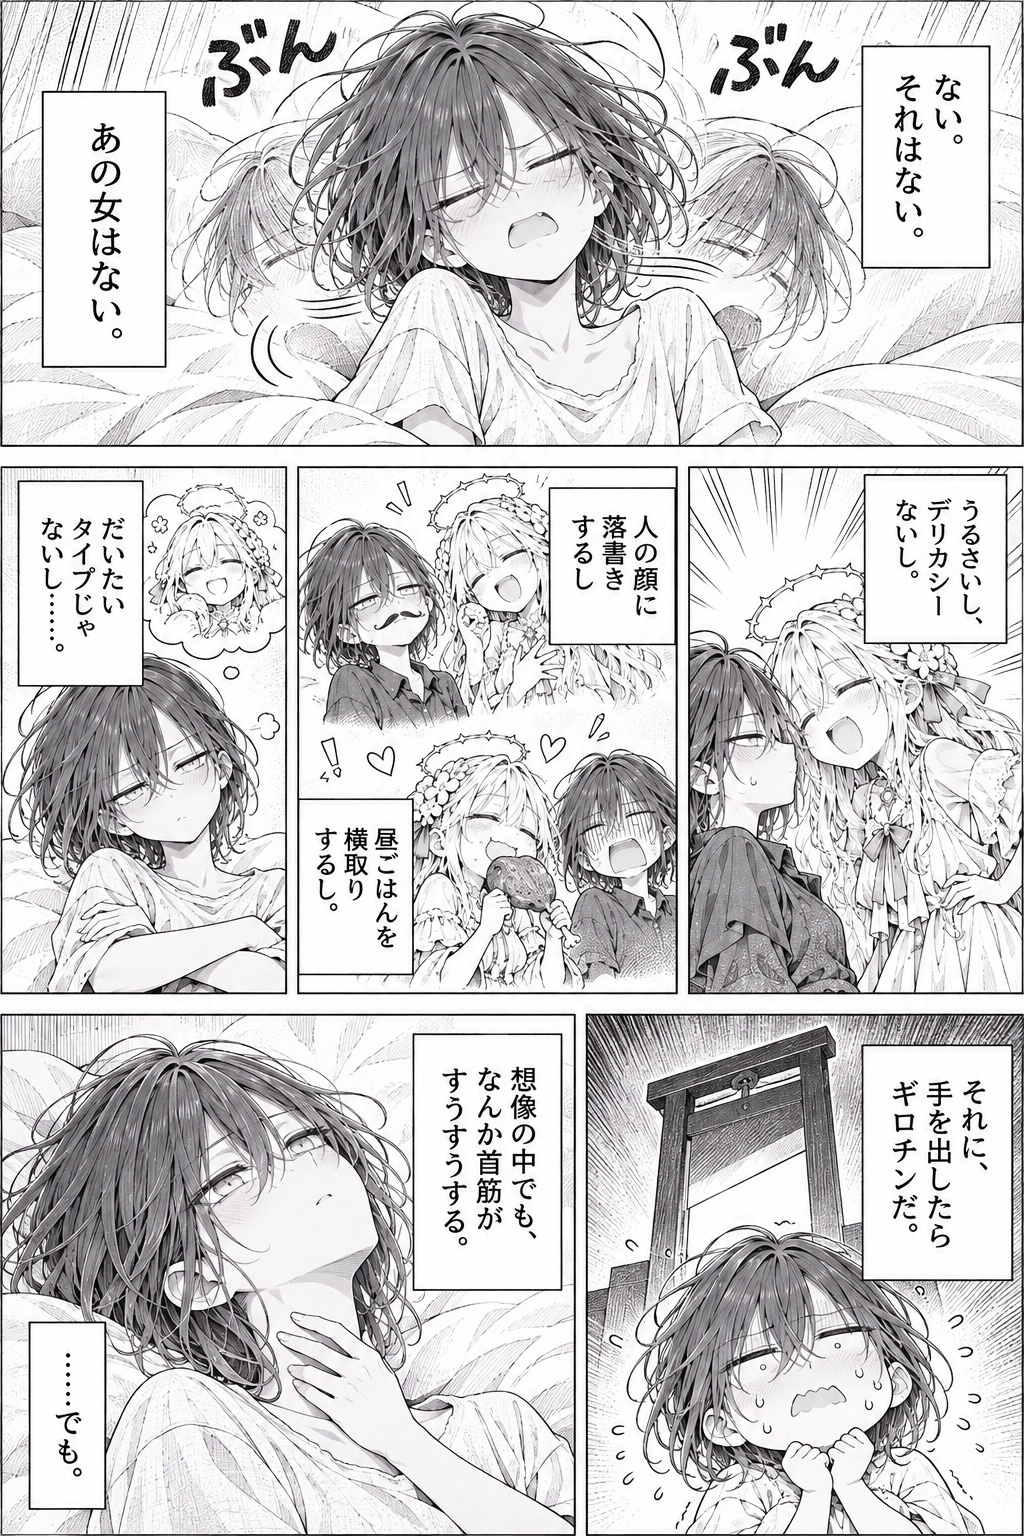 ない。
それはない。
ぶん
ぶん
あの女はない。
うるさいし、
デリカシー
ないし。
人の顔に
落書き
するし
昼ごはんを
横取り
するし。
だいたい
タイプじゃ
ないし……。
それに、
手を出したら
ギロチンだ。
想像の中でも、
なんか首筋が
すうすうする。
……でも。